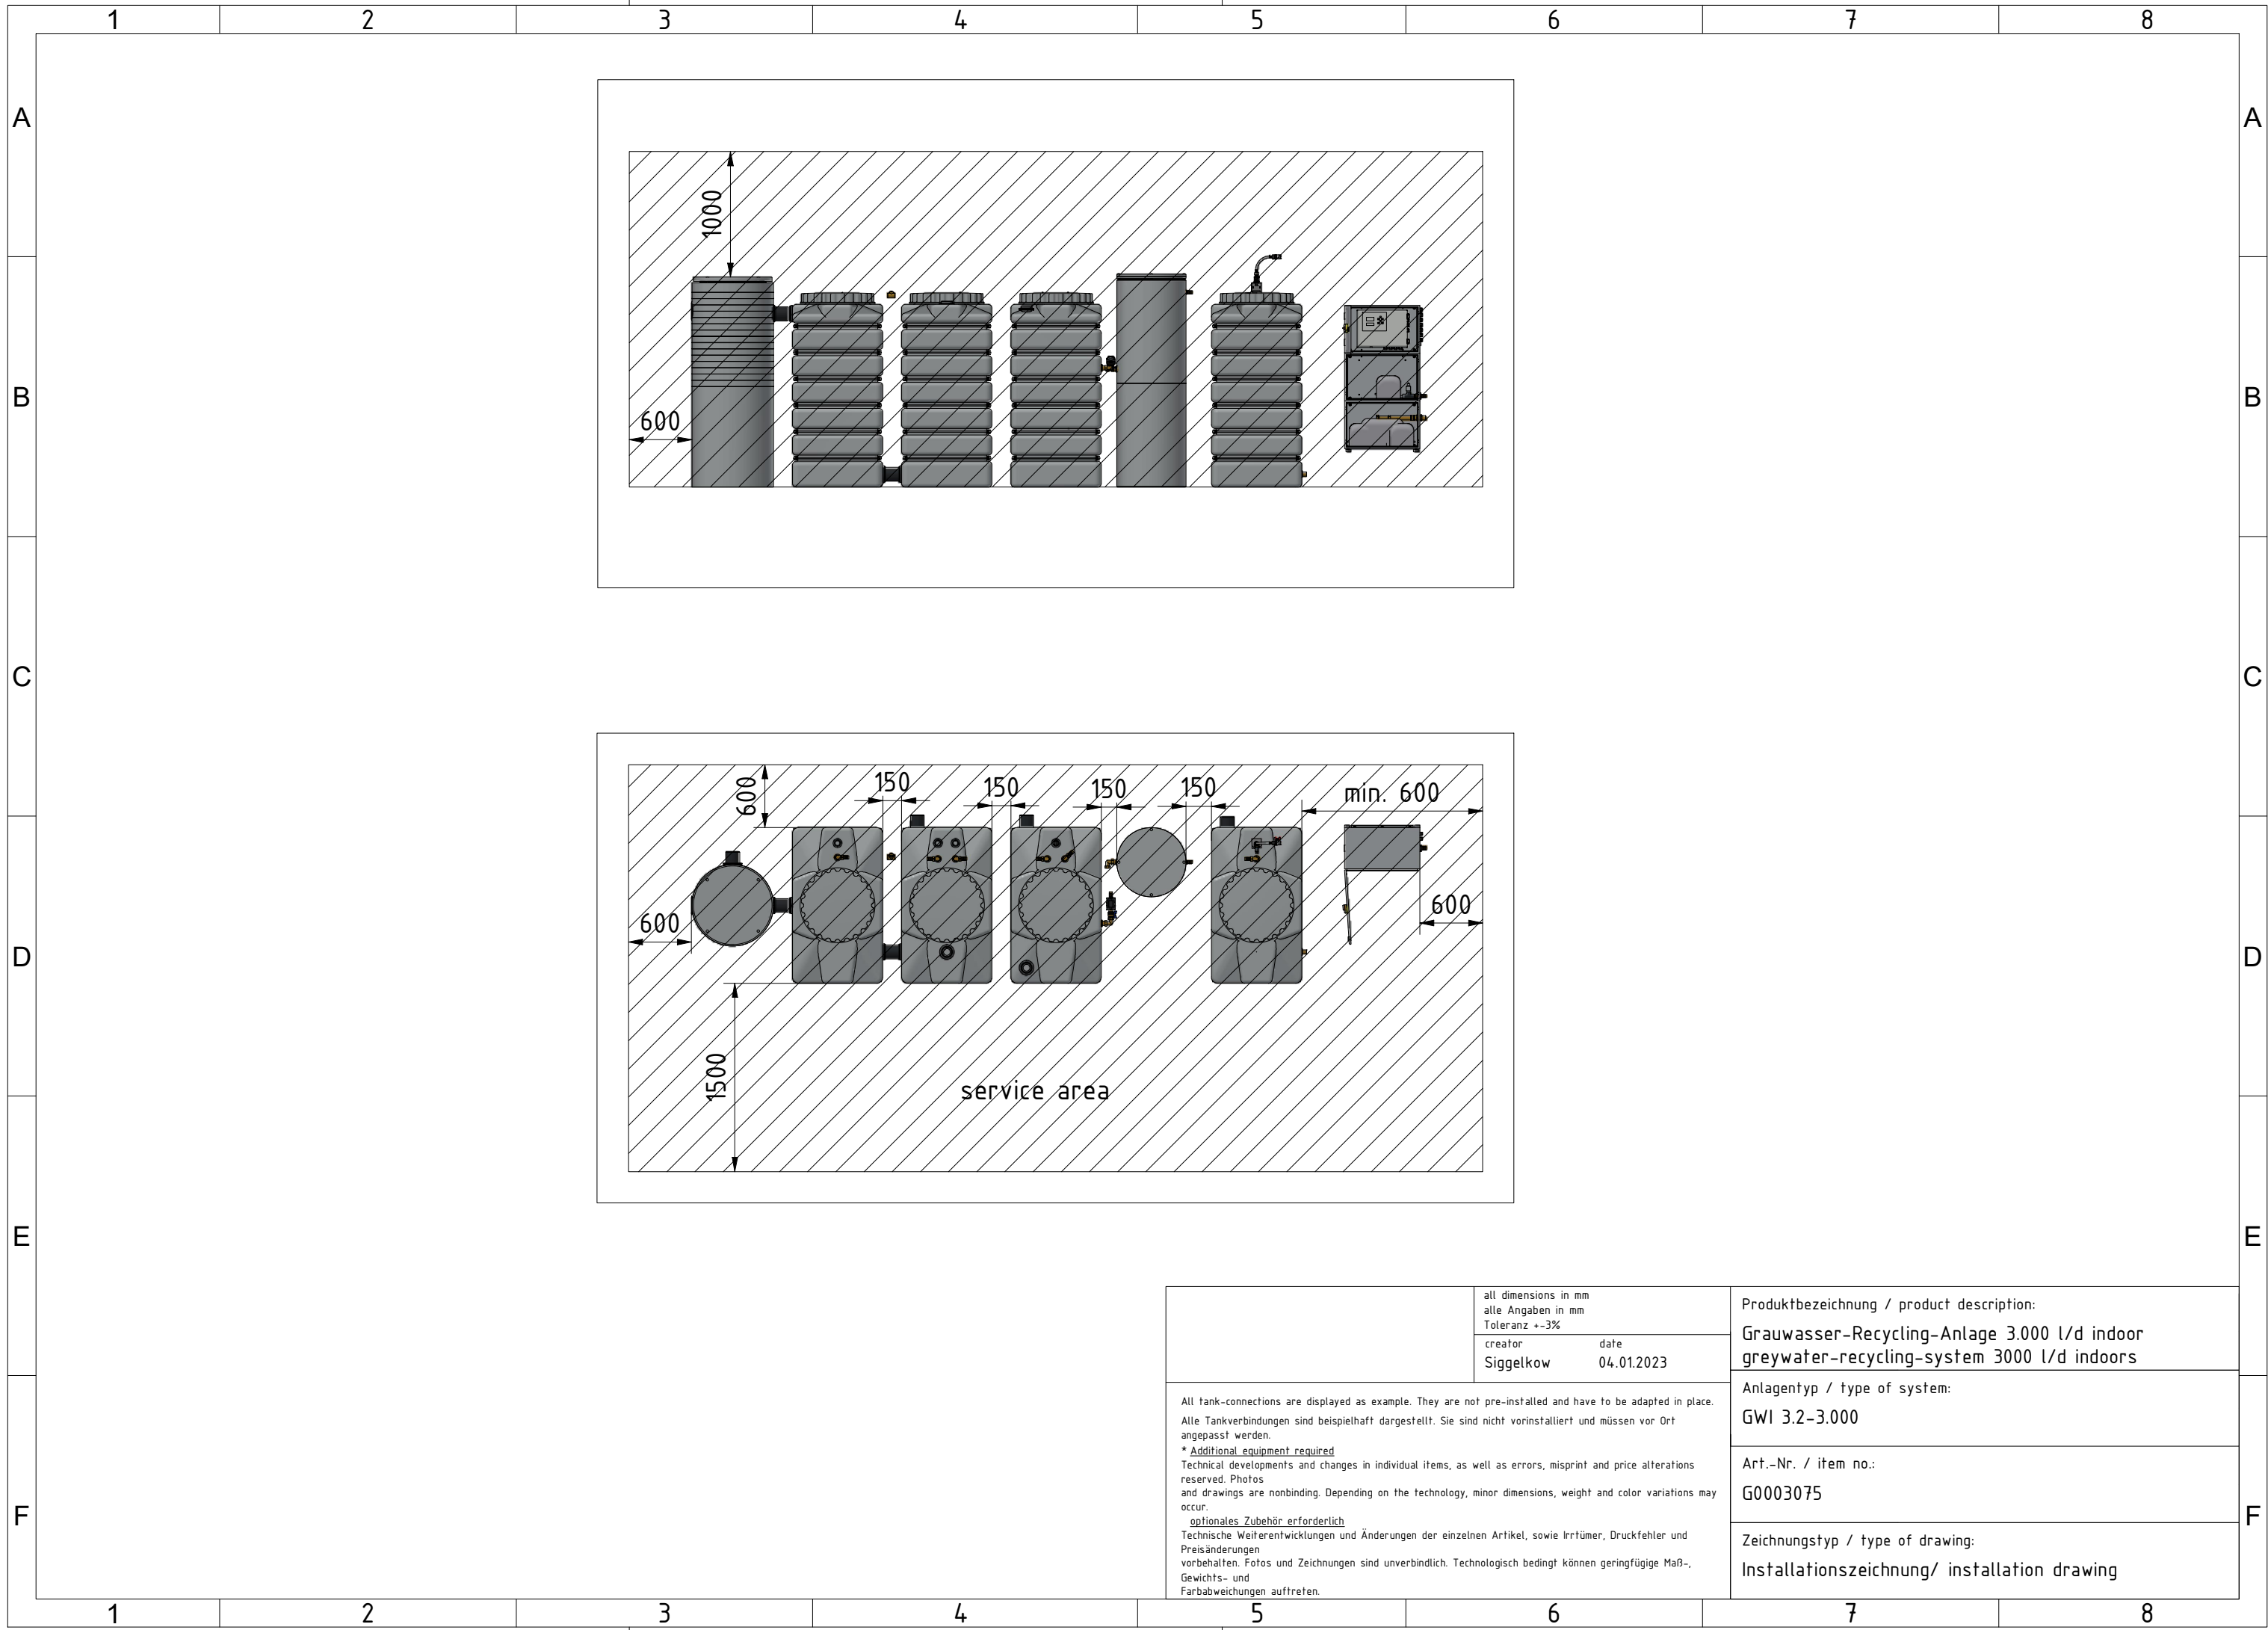 1 2 3 4 5 6 7 8
A A
1000
B B
600
C C
600
150
150
150
150
min. 600
600
600
D D
1500
service area
E E
all dimensions in mm
alle Angaben in mm
Toleranz +-3%
creator date
Siggelkow 04.01.2023
Produktbezeichnung / product description:
Grauwasser-Recycling-Anlage 3.000 l/d indoor
greywater-recycling-system 3000 l/d indoors
Anlagentyp / type of system:
GWI 3.2-3.000
Art.-Nr. / item no.:
G0003075
Zeichnungstyp / type of drawing:
Installationszeichnung/ installation drawing
All tank-connections are displayed as example. They are not pre-installed and have to be adapted in place.
Alle Tankverbindungen sind beispielhaft dargestellt. Sie sind nicht vorinstalliert und müssen vor Ort
angepasst werden.
* Additional equipment required
Technical developments and changes in individual items, as well as errors, misprint and price alterations
reserved. Photos
and drawings are nonbinding. Depending on the technology, minor dimensions, weight and color variations may
occur.
optionales Zubehör erforderlich
Technische Weiterentwicklungen und Änderungen der einzelnen Artikel, sowie Irrtümer, Druckfehler und
Preisänderungen
vorbehalten. Fotos und Zeichnungen sind unverbindlich. Technologisch bedingt können geringfügige Maß-,
Gewichts- und
Farbabweichungen auftreten.
F F
1 2 3 4 5 6 7 8